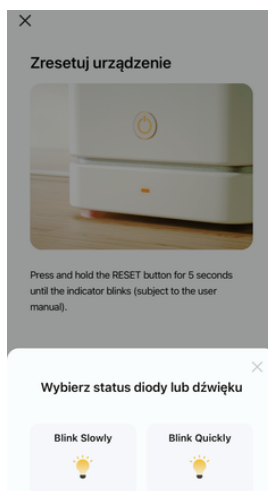 Zresetuj urządzenie
Press and hold the RESET button for 5 seconds
until the indicator blinks (subject to the user
manual).
Wybierz status diody lub dźwięku
Blink Slowly
Blink Quickly